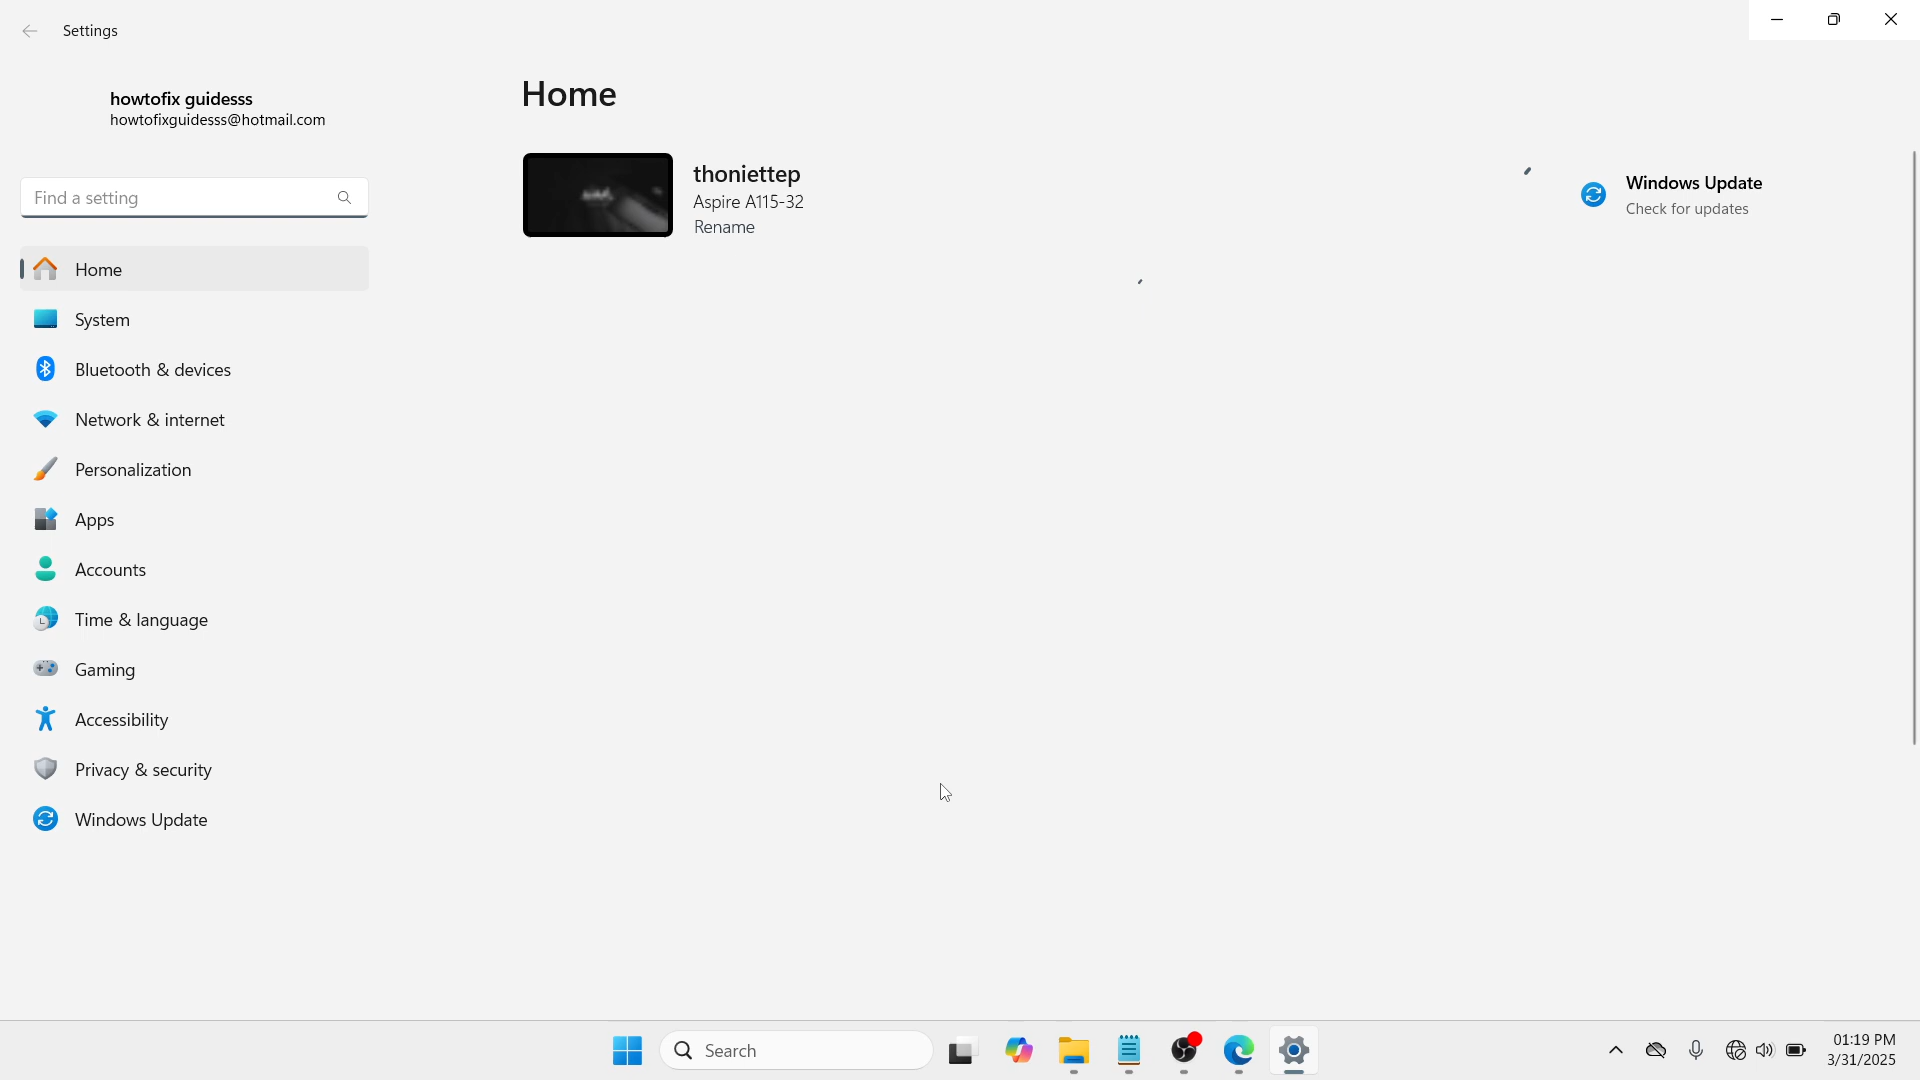 Settings
howtofix guidesss
howtofixguidesss@hotmail.com
Find a setting
Home
System
Bluetooth & devices
Network & internet
Personalization
Apps
Accounts
Time & language
Gaming
Accessibility
Privacy & security
Windows Update
Home
thoniettep
Aspire A115-32
Rename
Windows Update
Check for updates
Search
01:19 PM
3/31/2025